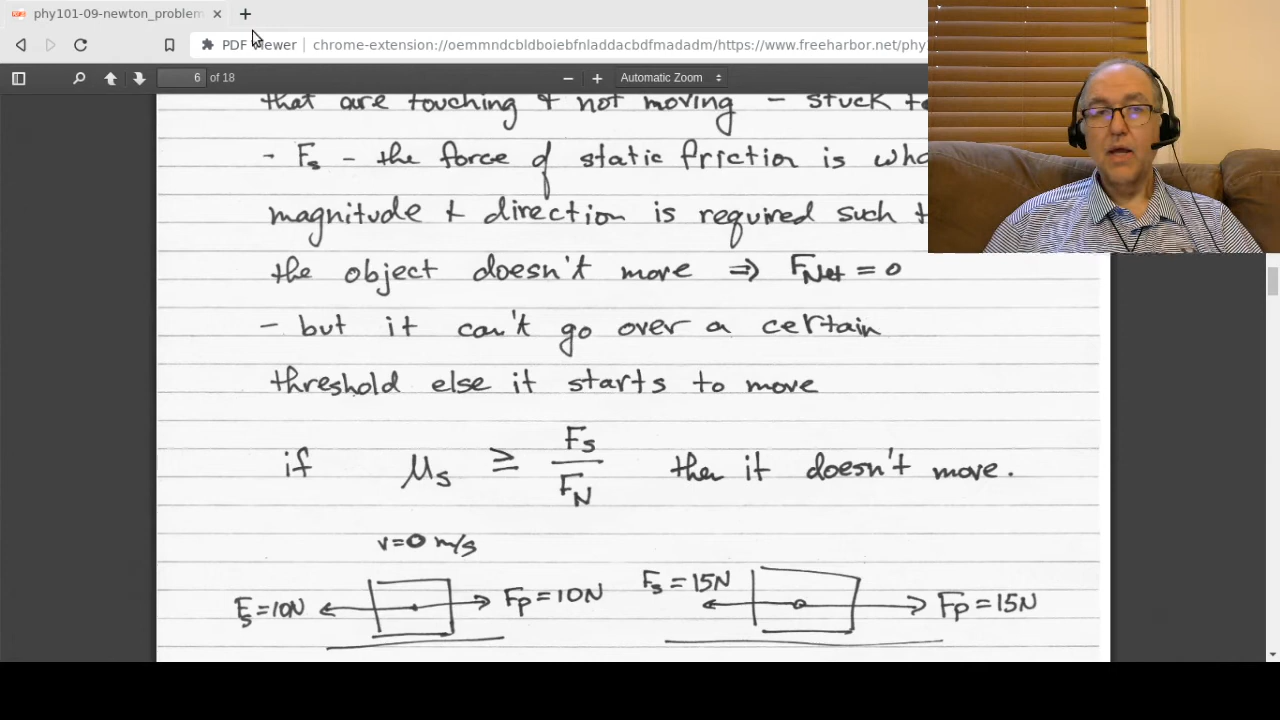 phy101-09-newton_problem
PDF Viewer chrome-extension://oemmndcbldboiebfnladdacbdfmadadm/https://www.freeharbor.net/phy
6 of 18 Automatic Zoom
that are touching & not moving - stuck
- Fs - the force of static friction is
magnitude & direction is required such
the object doesn't move ⇒ FNet = 0
- but it can't go over a certain
threshold else it starts to move
if μs ≥ Fs/FN then it doesn't move.
v=0 m/s
Fs=10N Fp=10N Fs=15N Fp=15N